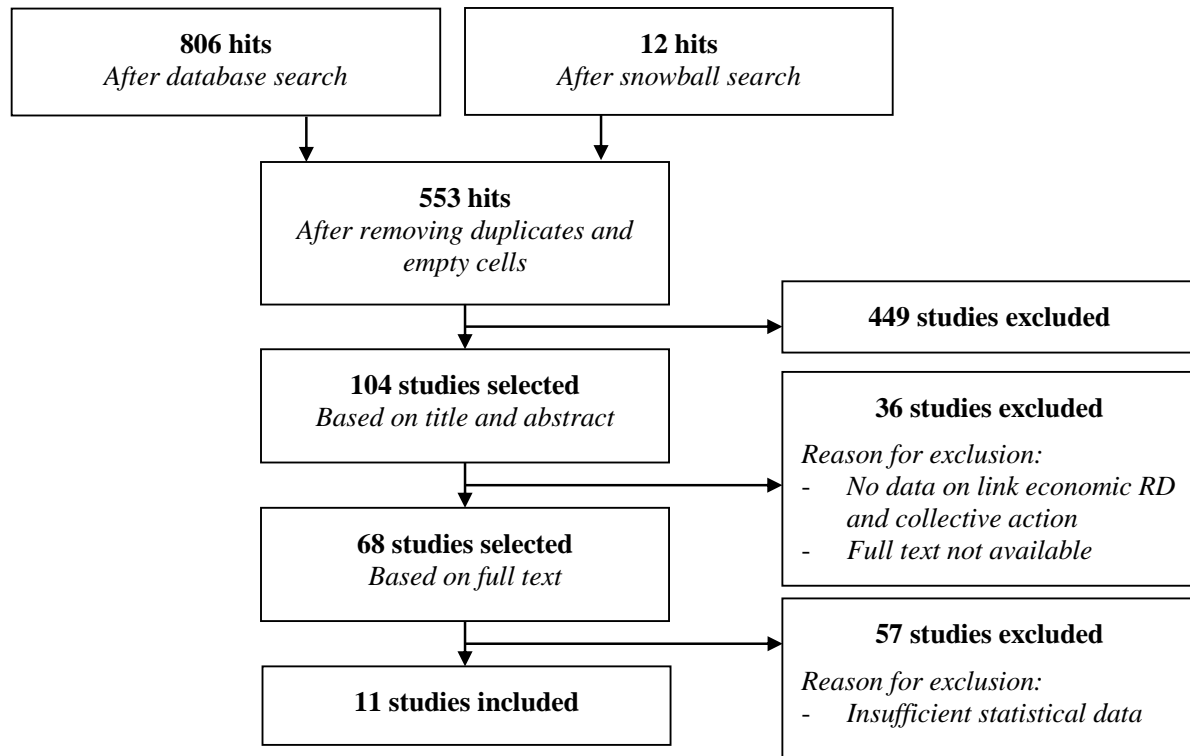 806 hits
After database search
12 hits
After snowball search
553 hits
After removing duplicates and
empty cells
449 studies excluded
104 studies selected
Based on title and abstract
36 studies excluded
Reason for exclusion:
- No data on link economic RD
and collective action
- Full text not available
68 studies selected
Based on full text
57 studies excluded
Reason for exclusion:
- Insufficient statistical data
11 studies included